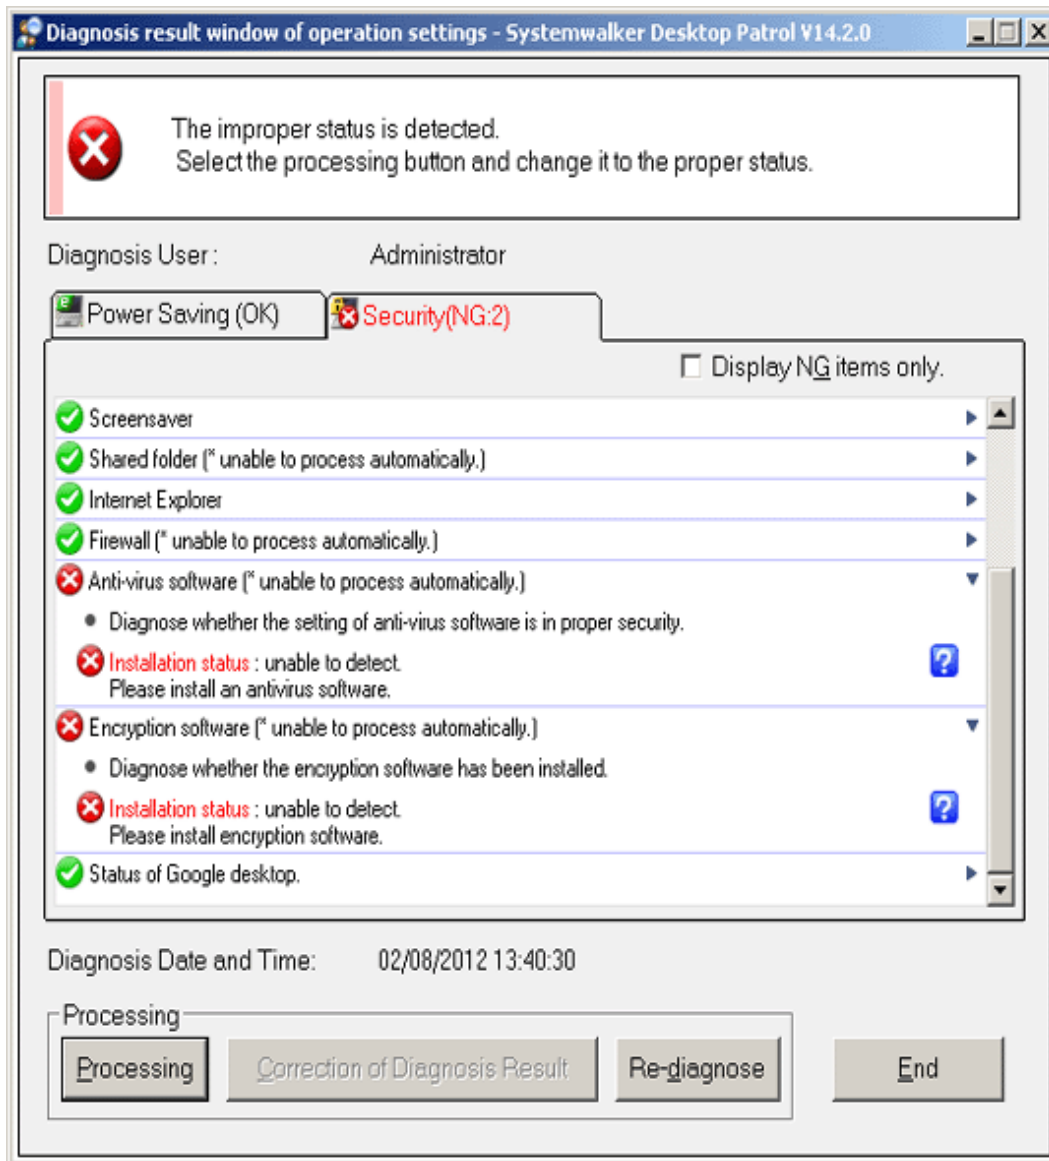 Diagnosis result window of operation settings - Systemwalker Desktop Patrol V14.2.0
The improper status is detected.
Select the processing button and change it to the proper status.
Diagnosis User : Administrator
Power Saving (OK) Security(NG:2)
Display NG items only.
Screensaver
Shared folder (* unable to process automatically.)
Internet Explorer
Firewall (* unable to process automatically.)
Anti-virus software (* unable to process automatically.)
• Diagnose whether the setting of anti-virus software is in proper security.
Installation status : unable to detect.
Please install an antivirus software.
Encryption software (* unable to process automatically.)
• Diagnose whether the encryption software has been installed.
Installation status : unable to detect.
Please install encryption software.
Status of Google desktop.
Diagnosis Date and Time: 02/08/2012 13:40:30
Processing
Processing Correction of Diagnosis Result Re-diagnose End